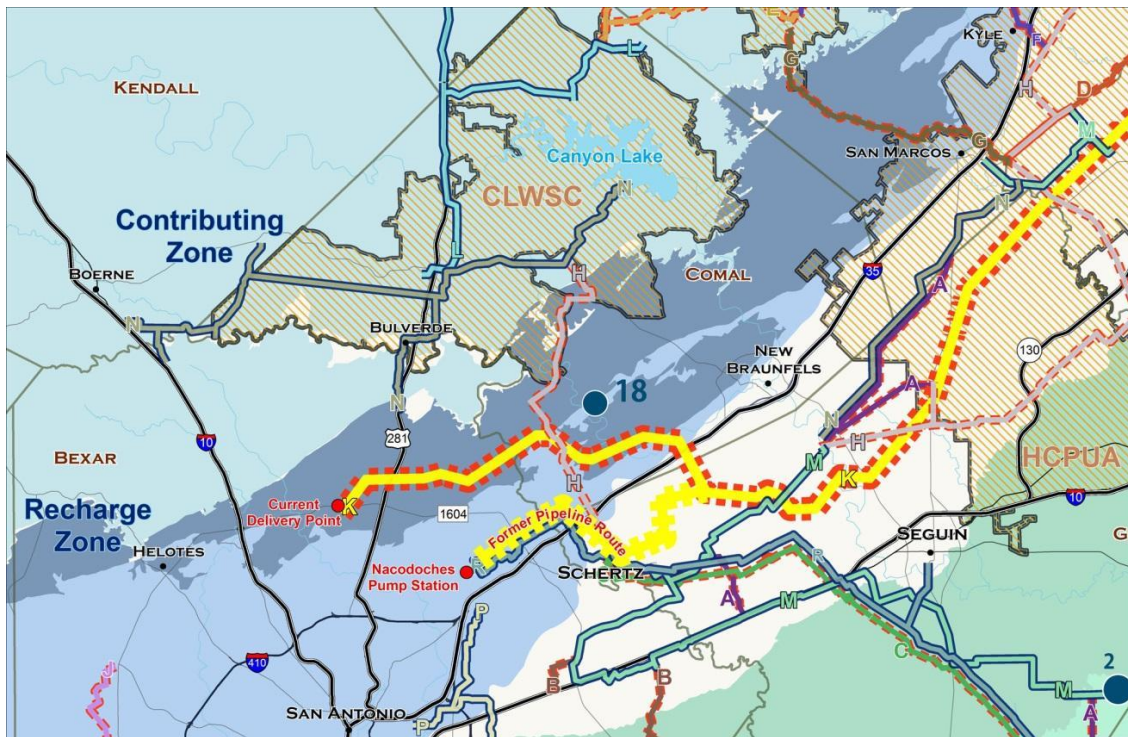 KYLE
F
E
L
G
H
D
KENDALL
M
G
SAN MARCOS
Canyon Lake
N
CLWSC
N
Contributing
Zone
L
H
COMAL
35
A
BOERNE
N
BULVERDE
NEW
BRAUNFELS
130
A
18
N
N
10
281
H
M
BEXAR
HCPUA
K
Recharge
Zone
Current
Delivery Point
K
1604
H
10
Former Pipeline Route
SEGUIN
G
HELOTES
R
SCHERTZ
Nacodoches
Pump Station
A
M
P
C
410
J
B
B
M
2
A
SAN ANTONIO
P